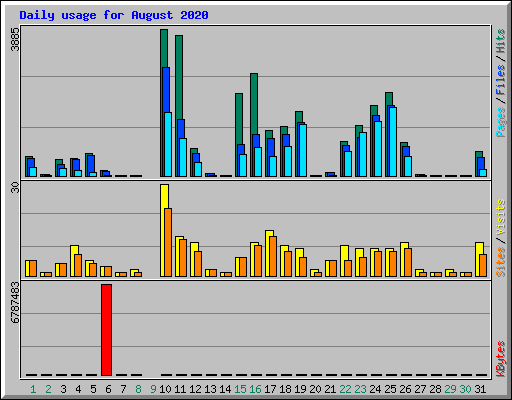 Daily usage for August 2020
3885
Pages/Files/Hits
30
Sites/Visits
6787483
KBytes
1 2 3 4 5 6 7 8 9 10 11 12 13 14 15 16 17 18 19 20 21 22 23 24 25 26 27 28 29 30 31